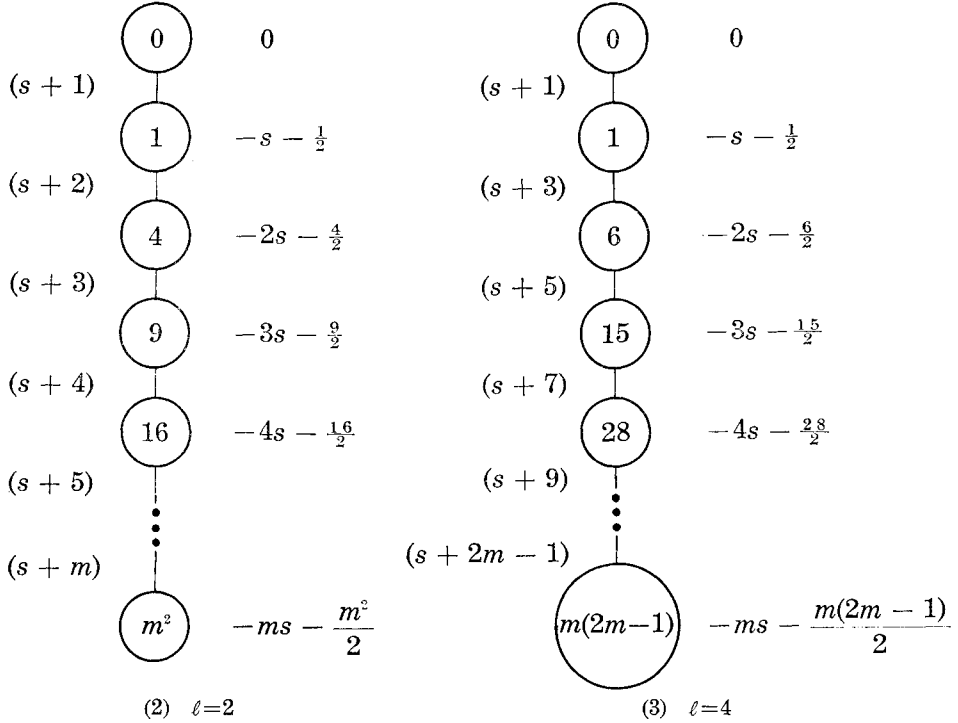 0 0
(s + 1)
1 −s − 1/2
(s + 2)
4 −2s − 4/2
(s + 3)
9 −3s − 9/2
(s + 4)
16 −4s − 16/2
(s + 5)
(s + m)
m² −ms − m²/2
(2) ℓ=2
0 0
(s + 1)
1 −s − 1/2
(s + 3)
6 −2s − 6/2
(s + 5)
15 −3s − 15/2
(s + 7)
28 −4s − 28/2
(s + 9)
(s + 2m − 1)
m(2m−1) −ms − m(2m − 1)/2
(3) ℓ=4